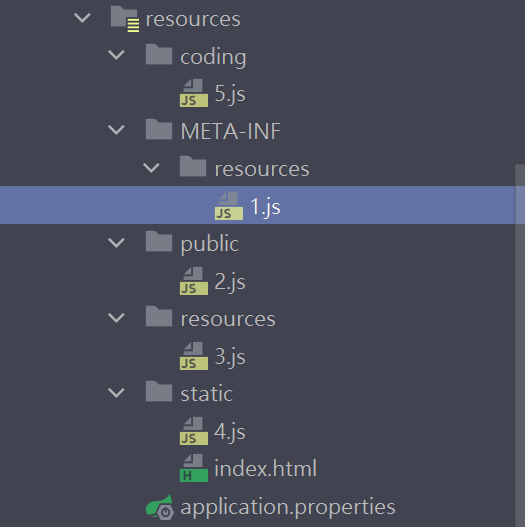 resources
coding
JS 5.js
META-INF
resources
JS 1.js
public
JS 2.js
resources
JS 3.js
static
JS 4.js
H index.html
application.properties